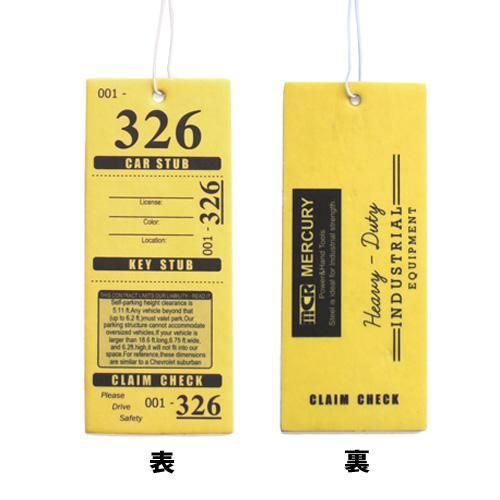 001 -
326
CAR STUB
License:
Color:
Location:
001 - 326
KEY STUB
THIS CONTRACT LIMITS OUR LIABILITY - READ IT
Self-parking height clearance is
5.11 ft.Any vehicle beyond that
(up to 6.2 ft.)must valet park.Our
parking structure cannot accommodate
oversized vehicles.If your vehicle is
larger than 18.6 ft.long,6.75 ft.wide,
and 6.2ft.high,it will not fit into our
space.For reference,these dimensions
are similar to a Chevrolet suburban
CLAIM CHECK
Please
Drive
Safety
001 - 326
表
MERCURY
Power&Hand Tools
Steel is ideal for Industrial strength.
Heavy - Duty
INDUSTRIAL
EQUIPMENT
CLAIM CHECK
裏